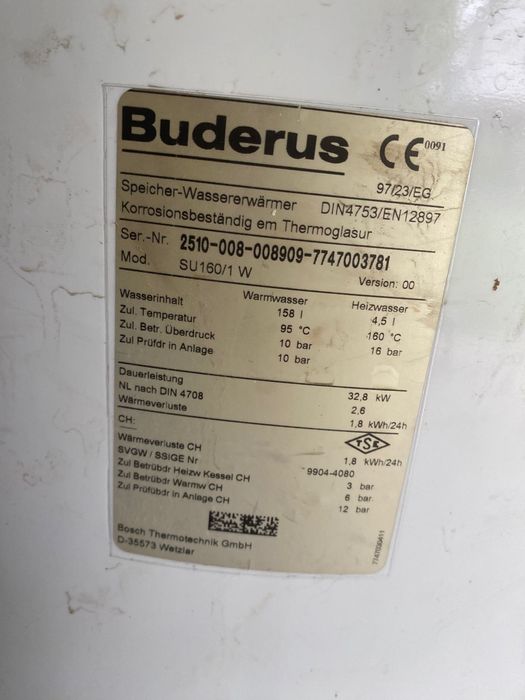 Buderus CE 0091
97/23/EG
Speicher-Wassererwärmer DIN4753/EN12897
Korrosionsbeständig em Thermoglasur
Ser.-Nr. 2510-008-008909-7747003781
Mod. SU160/1 W Version: 00
Warmwasser Heizwasser
Wasserinhalt 158 l 4,5 l
Zul. Temperatur 95 °C 160 °C
Zul. Betr. Überdruck 10 bar 16 bar
Zul Prüfdr in Anlage 10 bar
Dauerleistung 32,8 kW
NL nach DIN 4708 2,6
Wärmeverluste 1,8 kWh/24h
CH: TSE
Wärmeverluste CH 1,8 kWh/24h
SVGW / SSIGE Nr 9904-4080
Zul Betrübdr Heizw Kessel CH 3 bar
Zul Betrübdr Warmw CH 6 bar
Zul Prüfübdr in Anlage CH 12 bar
Bosch Thermotechnik GmbH
D-35573 Wetzlar